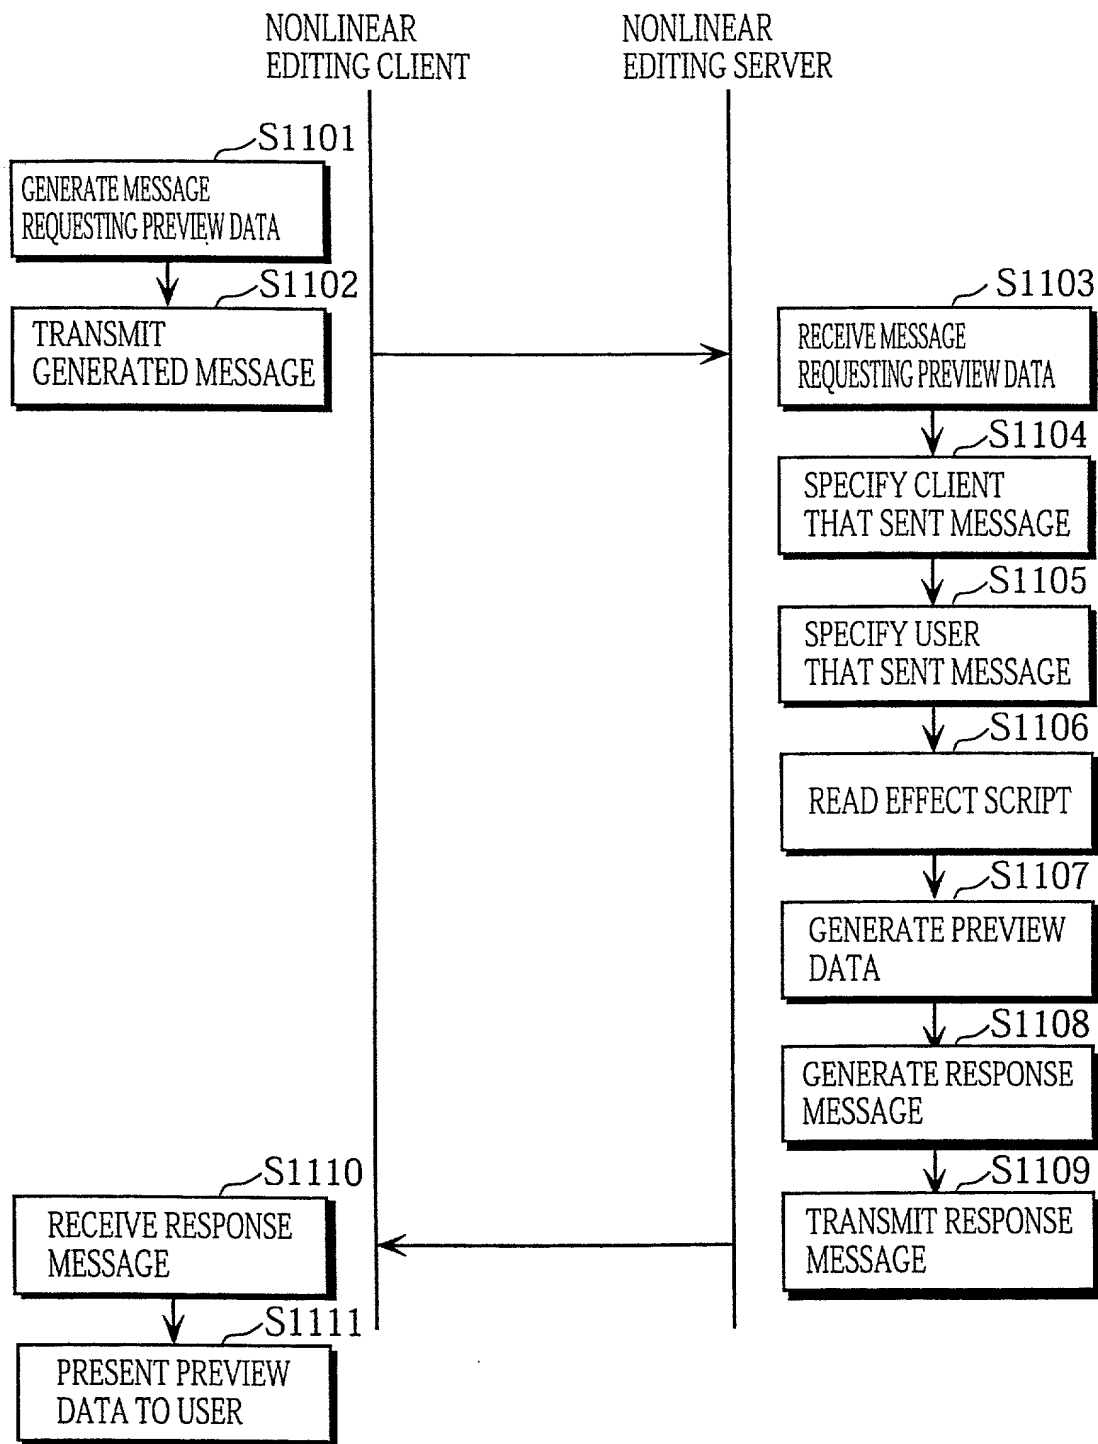 NONLINEAR
EDITING CLIENT
NONLINEAR
EDITING SERVER
S1101
GENERATE MESSAGE
REQUESTING PREVIEW DATA
S1102
TRANSMIT
GENERATED MESSAGE
S1103
RECEIVE MESSAGE
REQUESTING PREVIEW DATA
S1104
SPECIFY CLIENT
THAT SENT MESSAGE
S1105
SPECIFY USER
THAT SENT MESSAGE
S1106
READ EFFECT SCRIPT
S1107
GENERATE PREVIEW
DATA
S1108
GENERATE RESPONSE
MESSAGE
S1109
TRANSMIT RESPONSE
MESSAGE
S1110
RECEIVE RESPONSE
MESSAGE
S1111
PRESENT PREVIEW
DATA TO USER